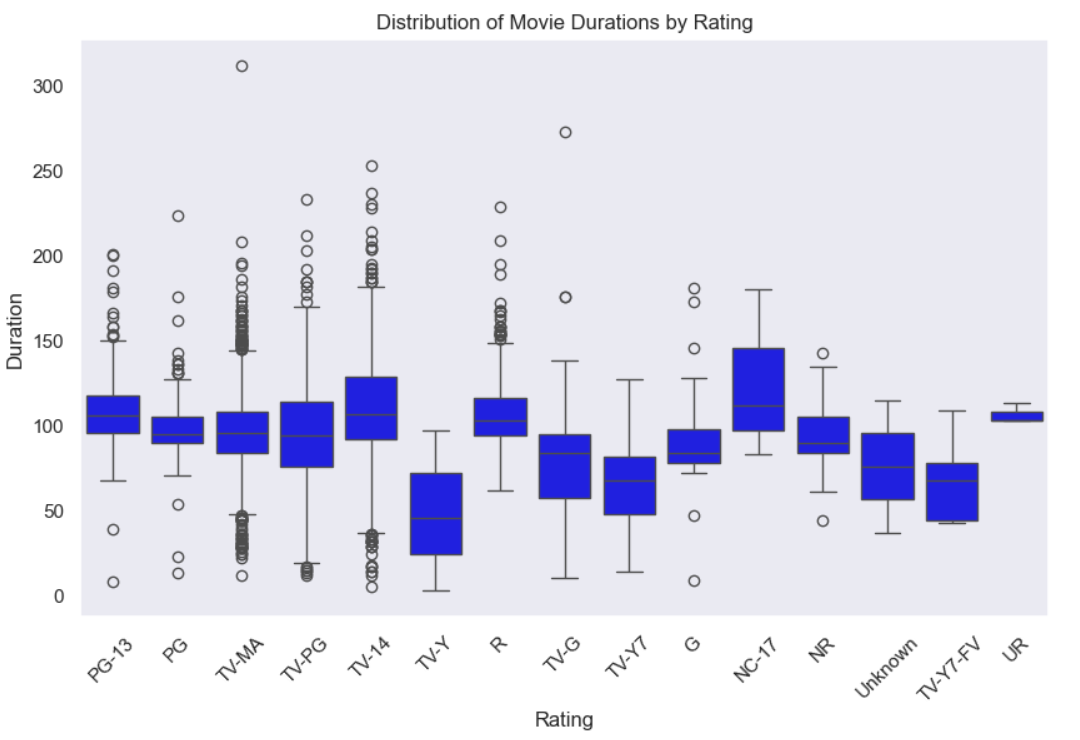 Distribution of Movie Durations by Rating
300
250
200
150
100
50
0
Duration
PG-13
PG
TV-MA
TV-PG
TV-14
TV-Y
R
TV-G
TV-Y7
G
NC-17
NR
Unknown
TV-Y7-FV
UR
Rating